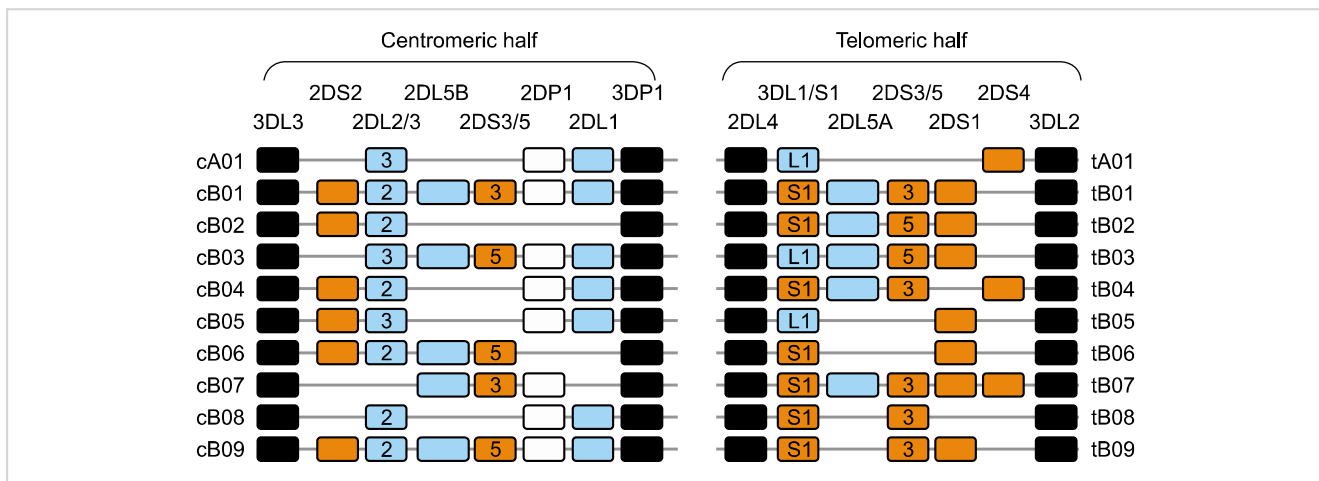 Centromeric half Telomeric half
2DS2 2DL5B 2DP1 3DP1 3DL1/S1 2DS3/5 2DS4
3DL3 2DL2/3 2DS3/5 2DL1 2DL4 2DL5A 2DS1 3DL2
cA01 3 L1 tA01
cB01 2 3 S1 3 tB01
cB02 2 S1 5 tB02
cB03 3 5 L1 5 tB03
cB04 2 S1 3 tB04
cB05 3 L1 tB05
cB06 2 5 S1 tB06
cB07 3 S1 3 tB07
cB08 2 S1 3 tB08
cB09 2 5 S1 3 tB09